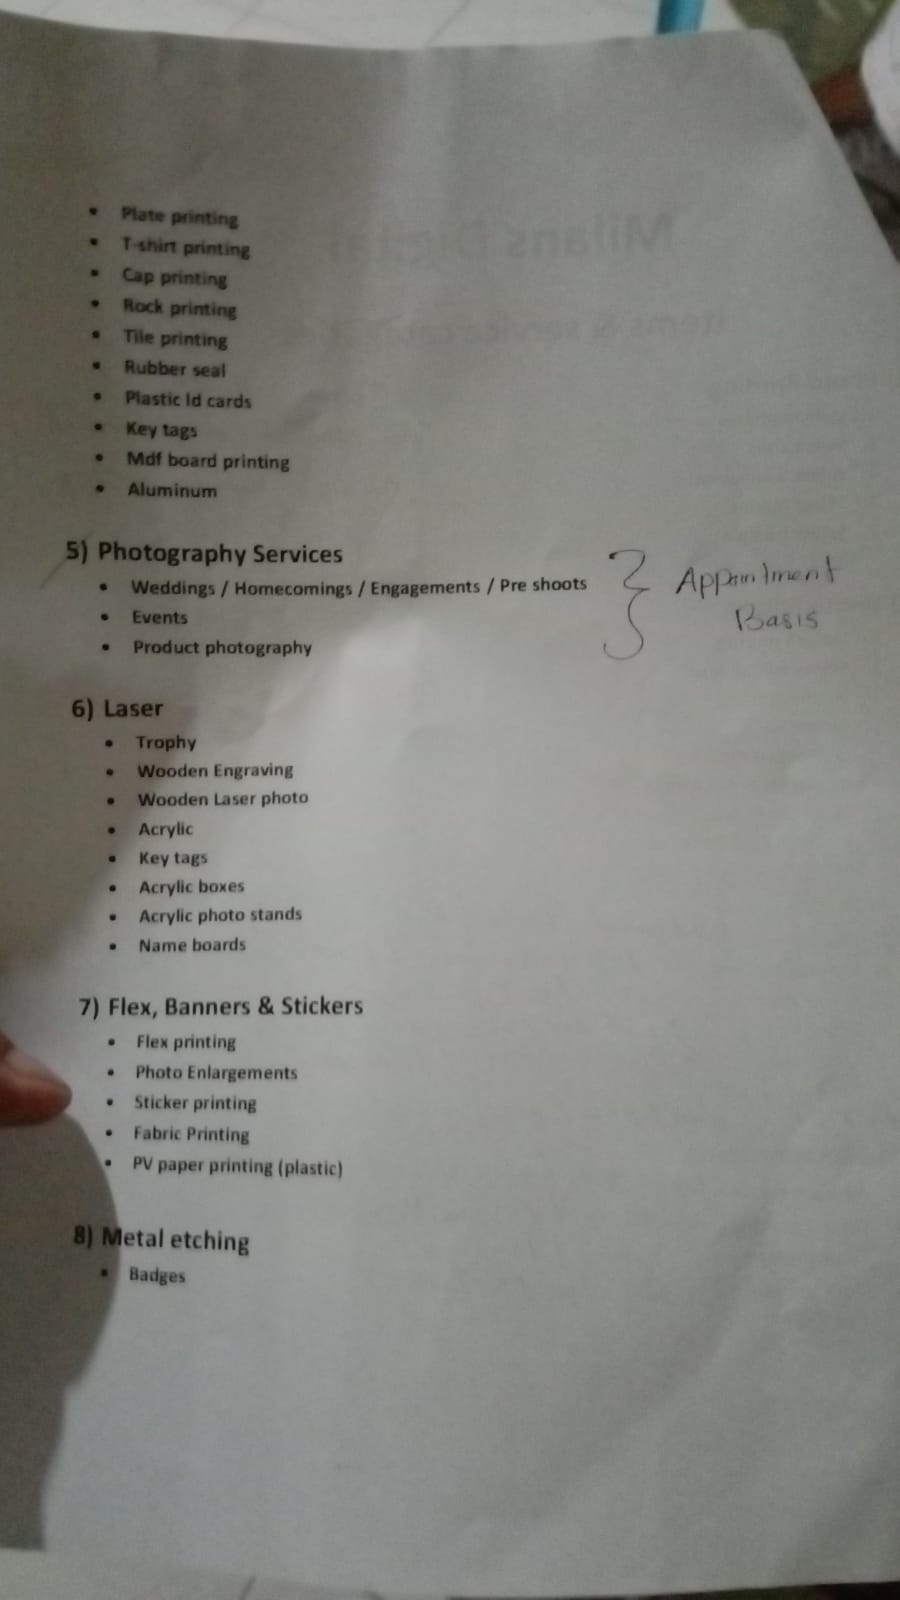 • Plate printing
• T-shirt printing
• Cap printing
• Rock printing
• Tile printing
• Rubber seal
• Plastic Id cards
• Key tags
• Mdf board printing
• Aluminum
5) Photography Services
• Weddings / Homecomings / Engagements / Pre shoots
• Events
• Product photography
} Appointment
Basis
6) Laser
• Trophy
• Wooden Engraving
• Wooden Laser photo
• Acrylic
• Key tags
• Acrylic boxes
• Acrylic photo stands
• Name boards
7) Flex, Banners & Stickers
• Flex printing
• Photo Enlargements
• Sticker printing
• Fabric Printing
• PV paper printing (plastic)
8) Metal etching
• Badges